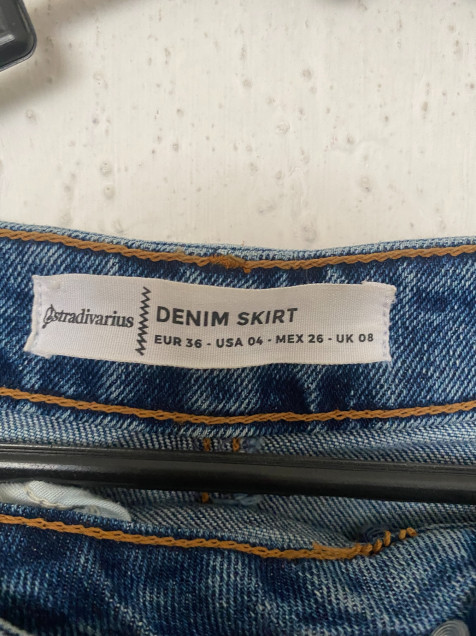 stradivarius
DENIM SKIRT
EUR 36 - USA 04 - MEX 26 - UK 08